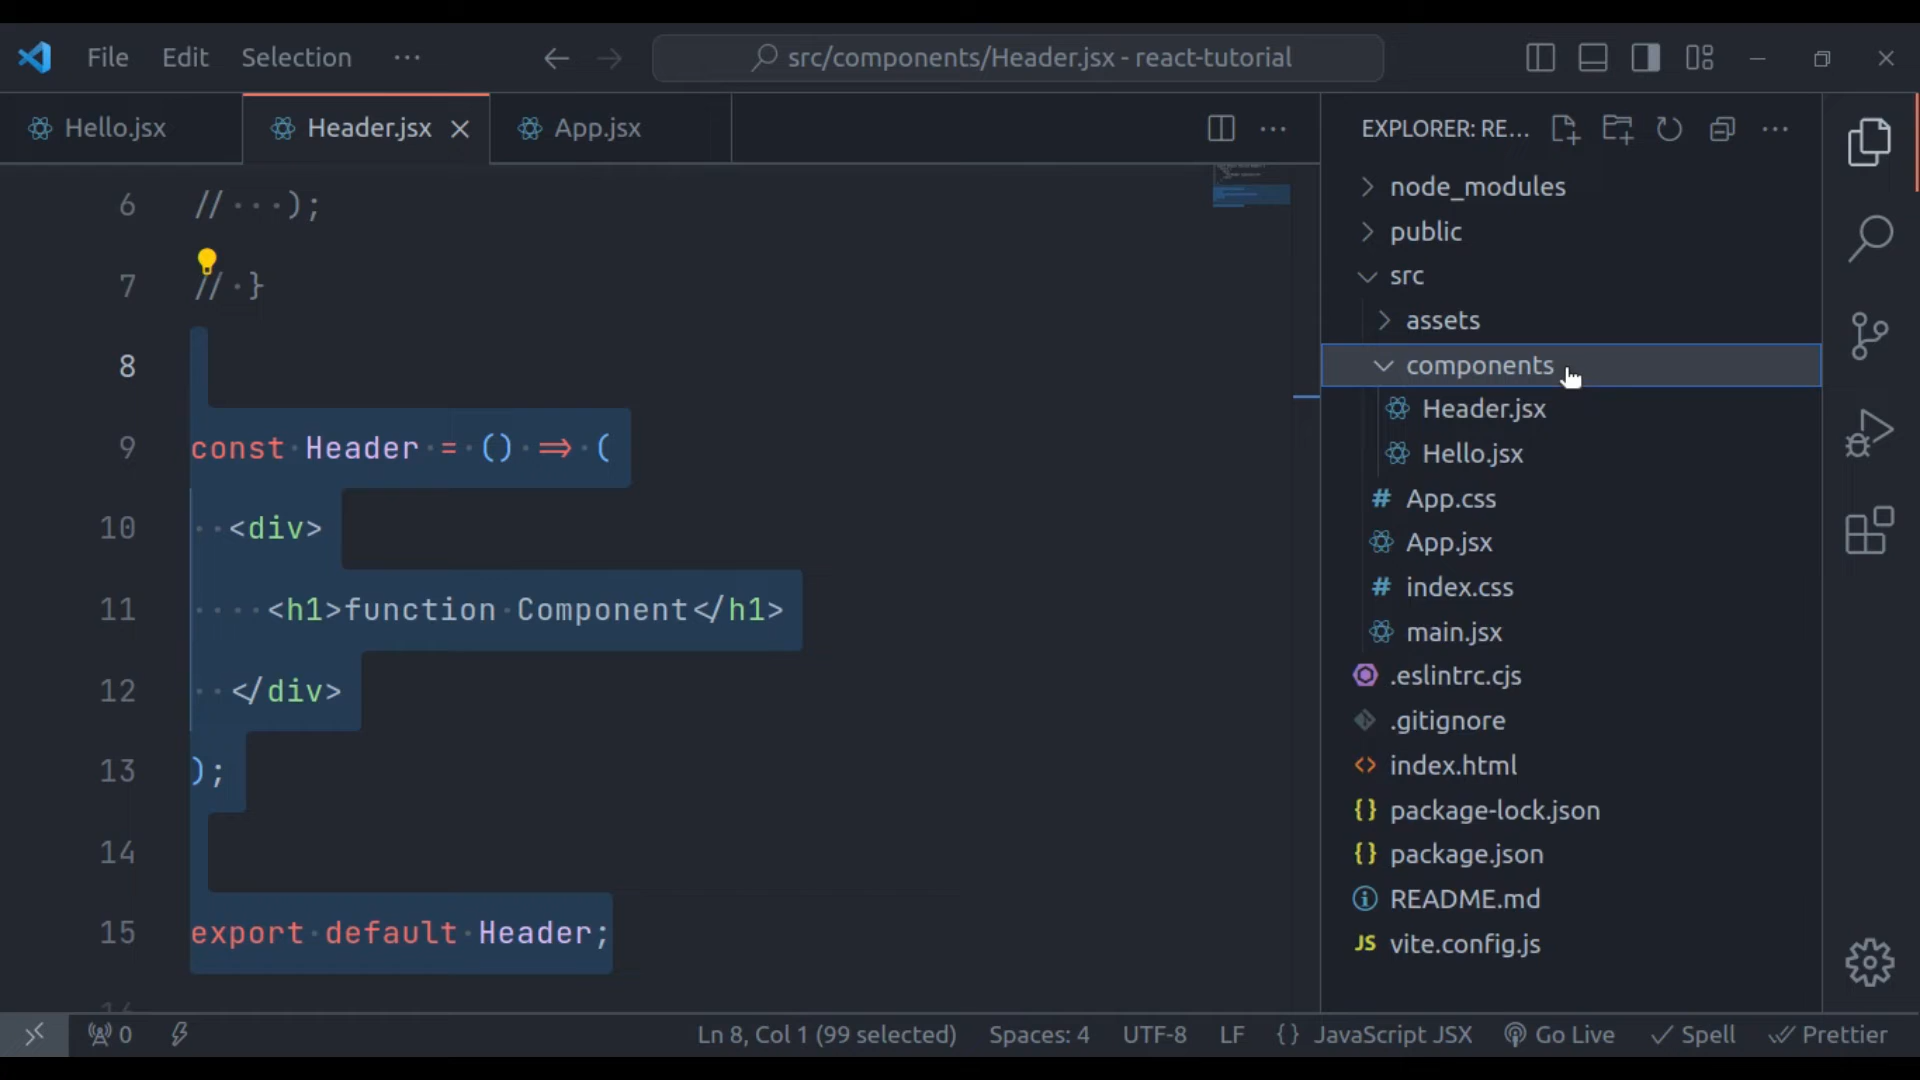 File Edit Selection ··· src/components/Header.jsx - react-tutorial
Hello.jsx Header.jsx App.jsx
6 // ); 
7 // }
8
9 const Header = () => (
10 <div>
11 <h1>function Component</h1>
12 </div>
13 );
14
15 export default Header;
EXPLORER: RE...
node_modules
public
src
assets
components
Header.jsx
Hello.jsx
# App.css
App.jsx
# index.css
main.jsx
.eslintrc.cjs
.gitignore
<> index.html
{} package-lock.json
{} package.json
README.md
JS vite.config.js
0 Ln 8, Col 1 (99 selected) Spaces: 4 UTF-8 LF {} JavaScript JSX Go Live Spell Prettier